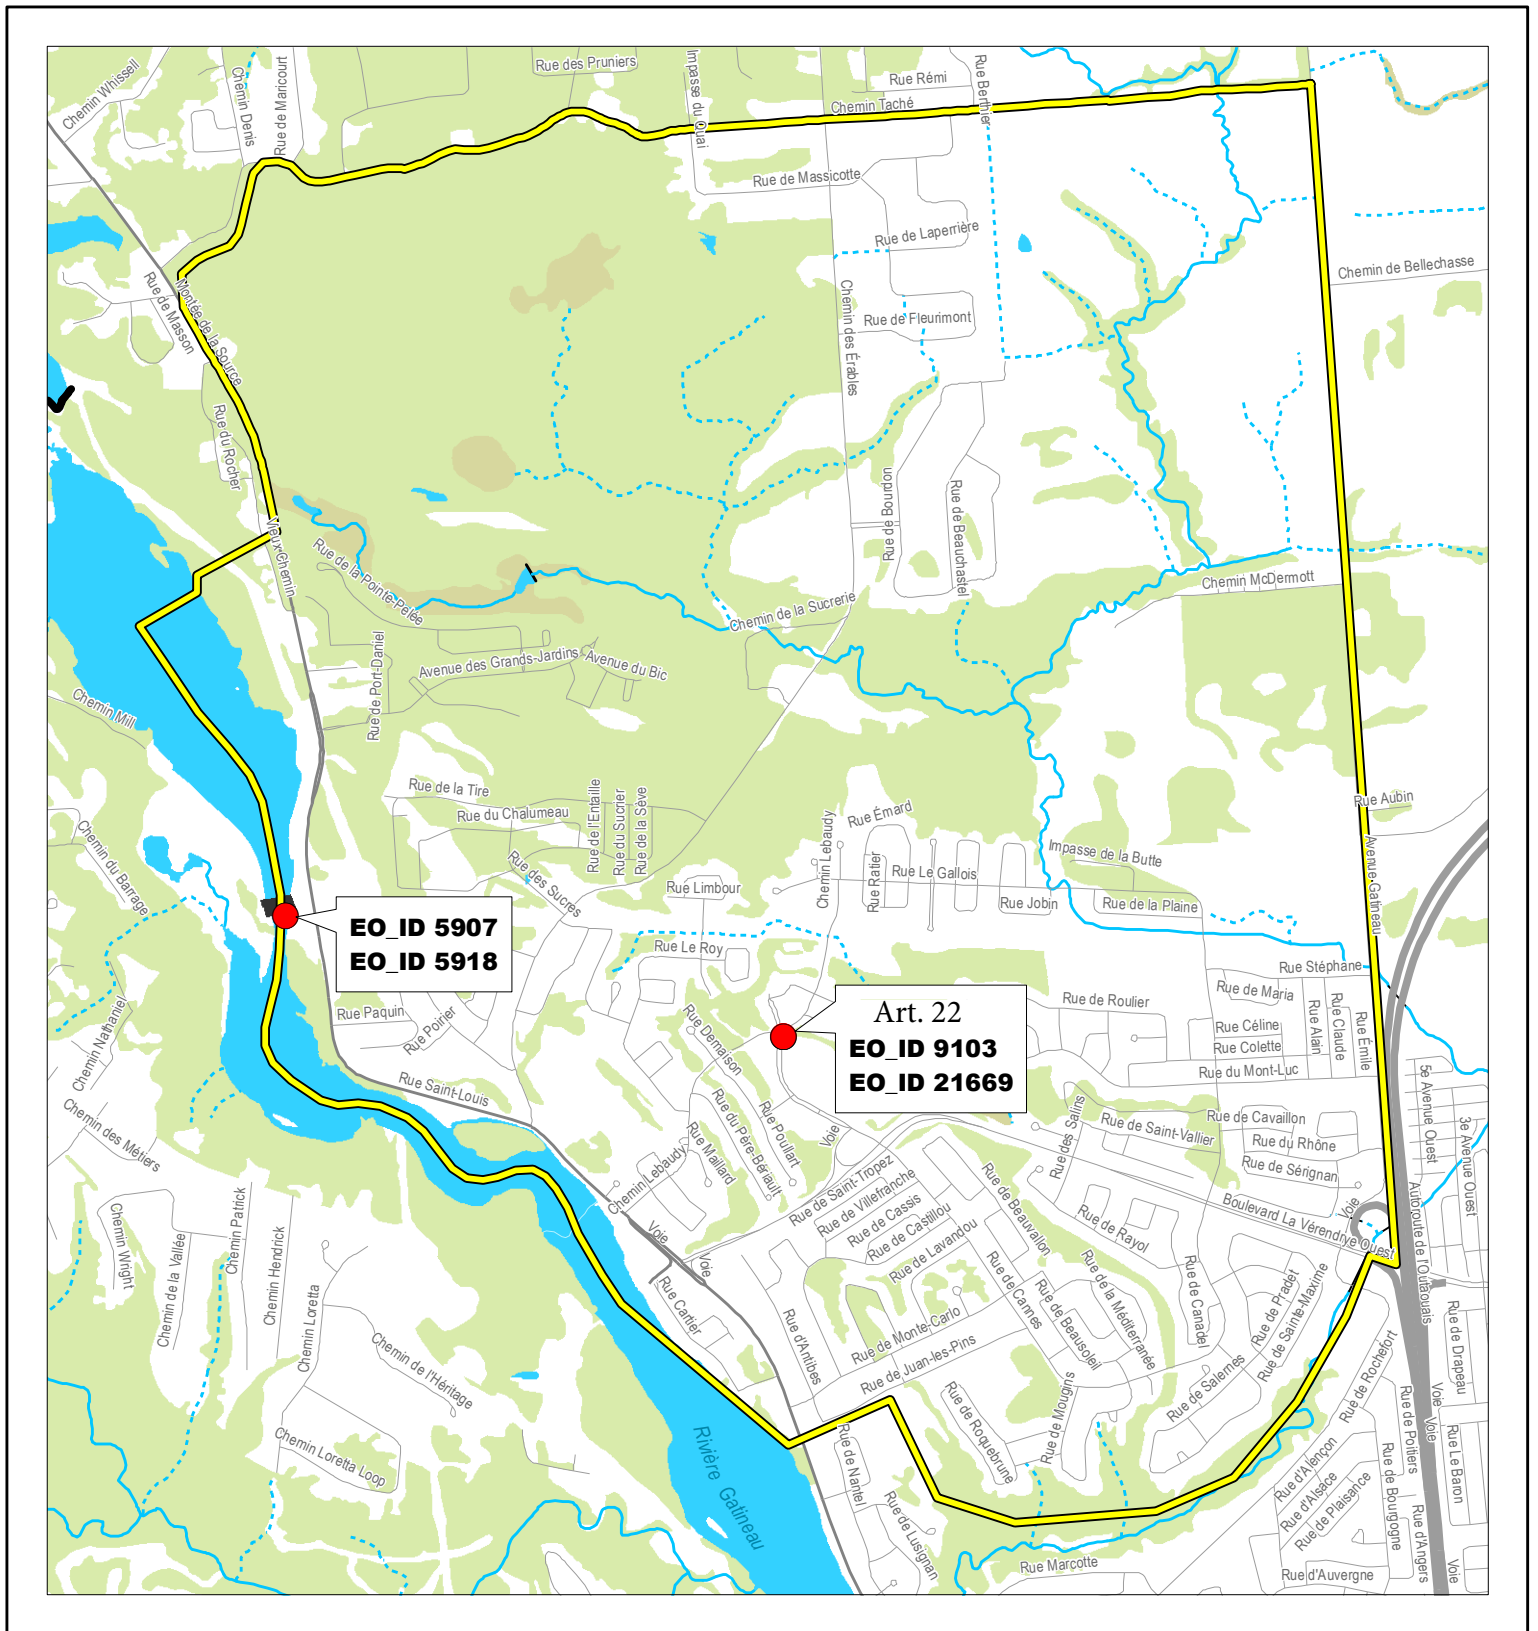 Chemin Whissell
Chemin Denis
Rue de Maricourt
Rue des Pruniers
Impasse du Quai
Rue Rémi
Rue Berthier
Chemin Taché
Rue de Massicotte
Rue de Laperrière
Chemin de Bellechasse
Rue de Masson
Montée de la Source
Rue de Fleurimont
Chemin des Érables
Rue du Rocher
Rue de Bourbon
Rue de Beauchastel
Vieux Chemin
Rue de la Pointe-Pelée
Chemin McDermott
Chemin de la Sucrerie
Rue de Port-Daniel
Avenue des Grands-Jardins
Avenue du Bic
Chemin Mill
Rue de la Tire
Rue du Chalumeau
Rue de l'Entaille
Rue du Sucrier
Rue de la Sève
Rue Aubin
Rue Émard
Chemin Lebaudy
Impasse de la Butte
Avenue Gatineau
Chemin du Barrage
Rue des Sucres
Rue Limbour
Rue Ratier
Rue Le Gallois
Rue Jobin
Rue de la Plaine
EO_ID 5907
EO_ID 5918
Rue Le Roy
Rue Stéphane
Rue de Maria
Rue de Roulier
Rue Paquin
Rue Poirier
Rue Demaison
Art. 22
EO_ID 9103
EO_ID 21669
Rue Céline
Rue Colette
Rue Alain
Rue Claude
Rue Émile
Rue du Mont-Luc
Chemin Nathaniel
Rue Saint-Louis
5e Avenue Ouest
3e Avenue Ouest
Chemin des Métiers
Rue du Père-Bériault
Rue Poullart
Rue Maillard
Voie
Rue des Salins
Rue de Saint-Vallier
Rue de Cavaillon
Rue du Rhône
Rue de Sérignan
Chemin Lebaudy
Rue de Saint-Tropez
Rue de Villefranche
Rue de Cassis
Rue de Castillou
Rue de Lavandou
Rue de Beauvallon
Boulevard La Vérendrye Ouest
Voie
Autoroute de l'Outaouais
Chemin Wright
Chemin de la Vallée
Chemin Patrick
Chemin Hendrick
Chemin Loretta
Voie
Voie
Rue Cartier
Rue d'Antibes
Rue de Rayol
Rue de Cannes
Rue de Beausoleil
Rue de la Méditerranée
Rue de Canadel
Rue de Pradet
Rue de Sainte-Maxime
Rue de Monte-Carlo
Rue de Juan-les-Pins
Rue de Salernes
Rue de Rochefort
Rue de Drapeau
Chemin de l'Héritage
Rue de Roquebrune
Rue de Mougins
Rue de Poitiers
Voie
Voie
Chemin Loretta Loop
Rivière Gatineau
Rue de Nantel
Rue de Lusignan
Rue d'Alençon
Rue d'Alsace
Rue de Plaisance
Rue de Bourgogne
Rue Le Baron
Rue d'Angers
Voie
Rue Marcotte
Rue d'Auvergne